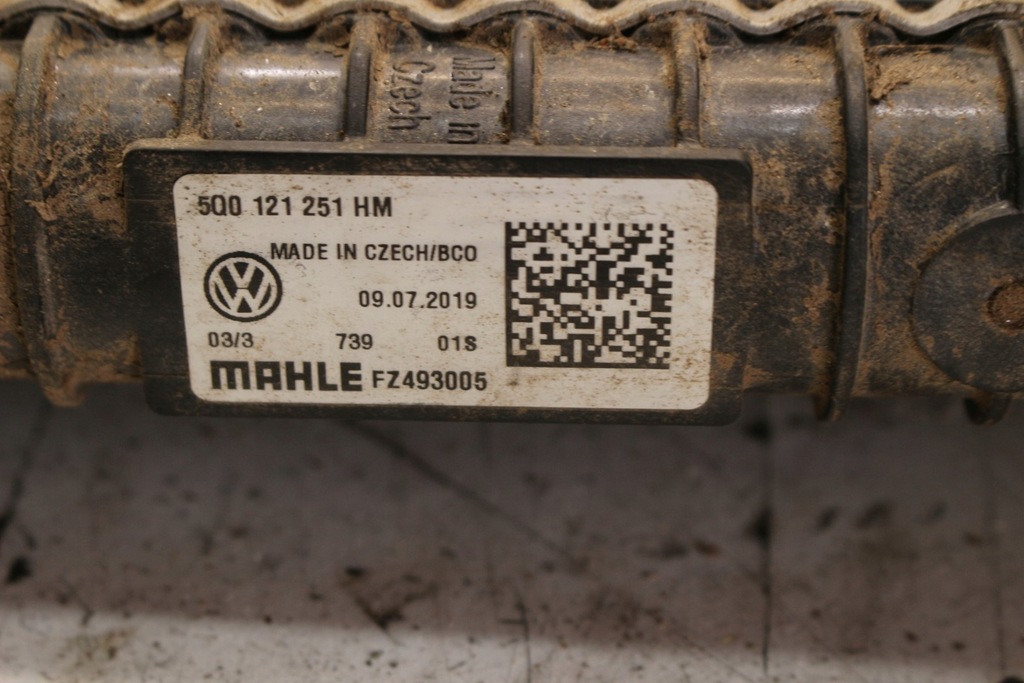 Made in
Czech
5Q0 121 251 HM
MADE IN CZECH/BCO
09.07.2019
03/3 739 01S
MAHLE FZ493005